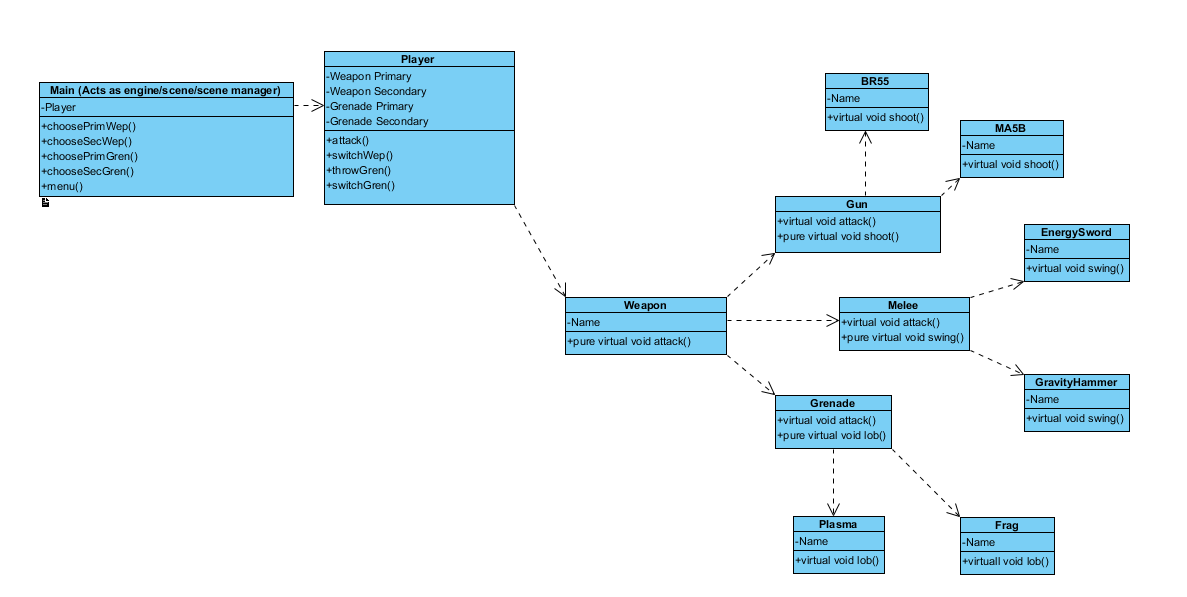 Main (Acts as engine/scene/scene manager)
-Player
+choosePrimWep()
+chooseSecWep()
+choosePrimGren()
+chooseSecGren()
+menu()
Player
-Weapon Primary
-Weapon Secondary
-Grenade Primary
-Grenade Secondary
+attack()
+switchWep()
+throwGren()
+switchGren()
Weapon
-Name
+pure virtual void attack()
Gun
+virtual void attack()
+pure virtual void shoot()
BR55
-Name
+virtual void shoot()
MA5B
-Name
+virtual void shoot()
Melee
+virtual void attack()
+pure virtual void swing()
EnergySword
-Name
+virtual void swing()
GravityHammer
-Name
+virtual void swing()
Grenade
+virtual void attack()
+pure virtual void lob()
Plasma
-Name
+virtual void lob()
Frag
-Name
+virtuall void lob()